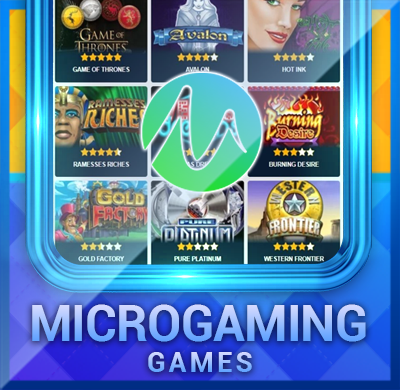 GAME OF THRONES
Avalon
GAME OF THRONES
AVALON
HOT INK
RAMESSES RICHES
Burning Desire
RAMESSES RICHES
BURNING DESIRE
GOLD FACTORY
PURE PLATINUM
WESTERN FRONTIER
GOLD FACTORY
PURE PLATINUM
WESTERN FRONTIER
MICROGAMING
GAMES